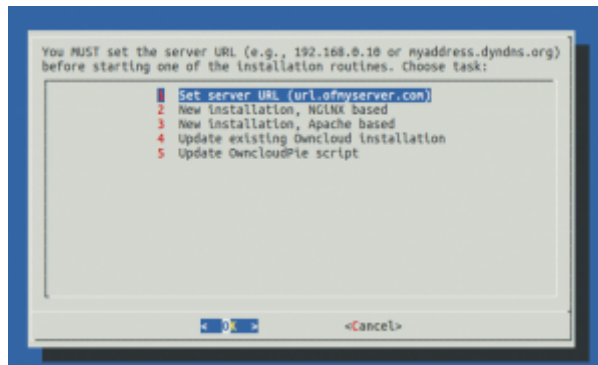 You MUST set the server URL (e.g., 192.168.0.10 or myaddress.dyndns.org)
before starting one of the installation routines. Choose task:
1 Set server URL (url.ofmyserver.com)
2 New installation, NGINX based
3 New installation, Apache based
4 Update existing Owncloud installation
5 Update OwncloudPie script
< OK > <Cancel>